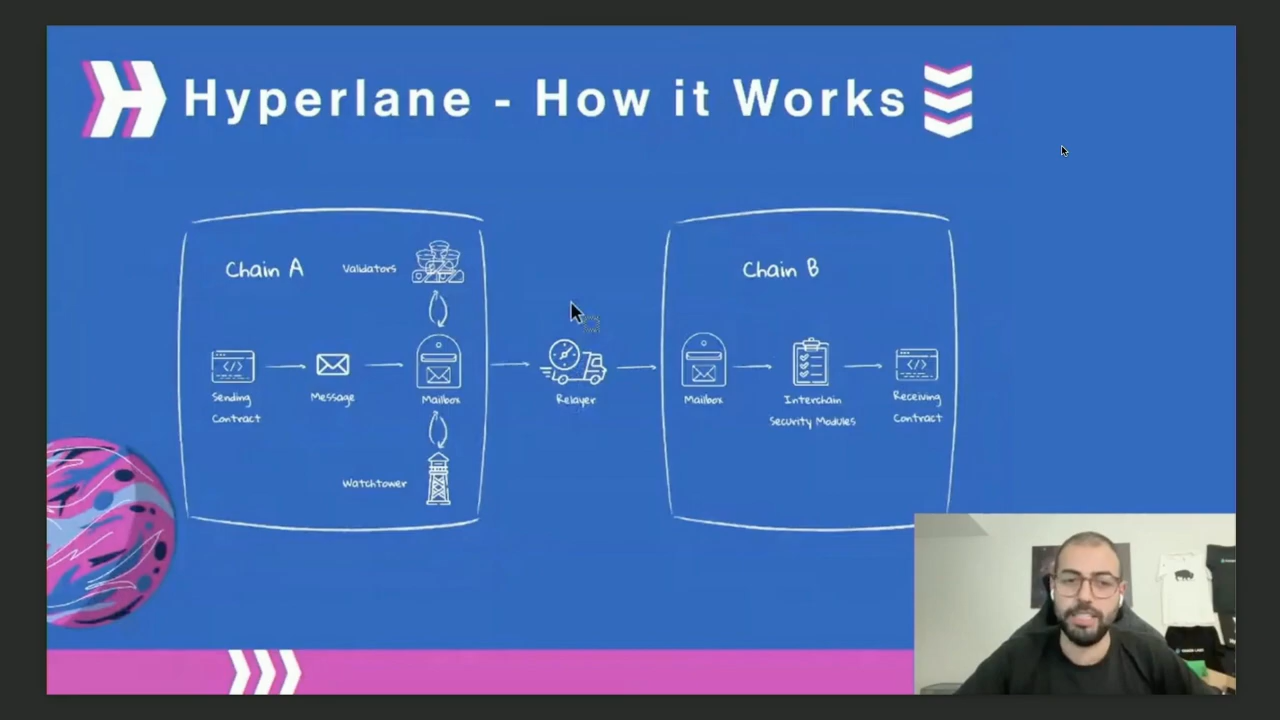 Hyperlane - How it Works
Chain A
Validators
Sending
Contract
Message
Mailbox
Watchtower
Relayer
Chain B
Mailbox
Interchain
Security Modules
Receiving
Contract